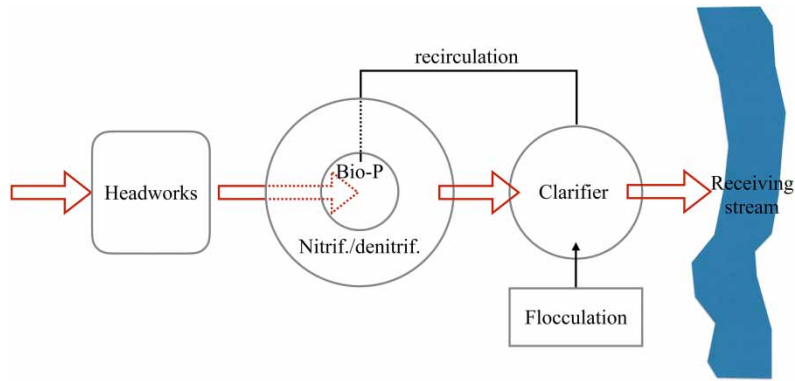 recirculation
Bio-P
Headworks
Clarifier
Receiving
stream
Nitrif./denitrif.
Flocculation